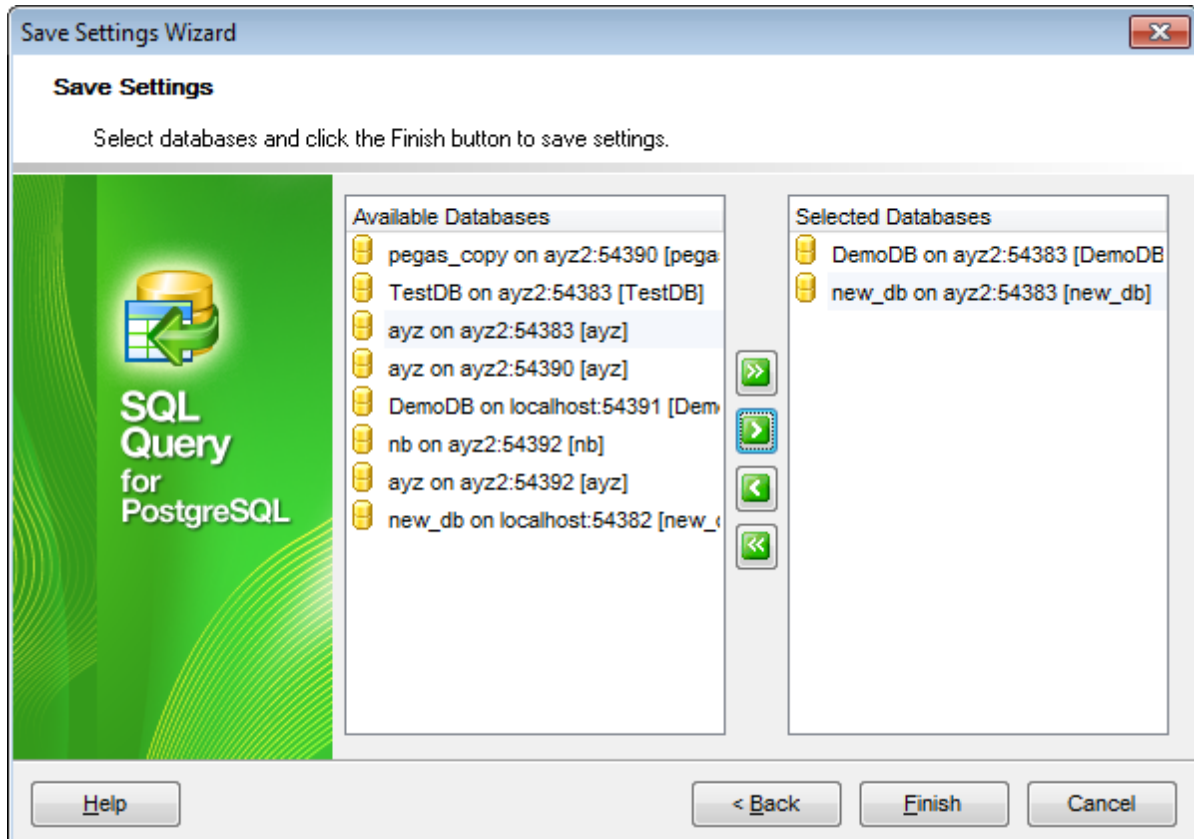 Save Settings Wizard
Save Settings
Select databases and click the Finish button to save settings.
SQL
Query
for
PostgreSQL
Available Databases
pegas_copy on ayz2:54390 [pega
TestDB on ayz2:54383 [TestDB]
ayz on ayz2:54383 [ayz]
ayz on ayz2:54390 [ayz]
DemoDB on localhost:54391 [Dem
nb on ayz2:54392 [nb]
ayz on ayz2:54392 [ayz]
new_db on localhost:54382 [new_
Selected Databases
DemoDB on ayz2:54383 [DemoDB
new_db on ayz2:54383 [new_db]
Help
< Back
Finish
Cancel